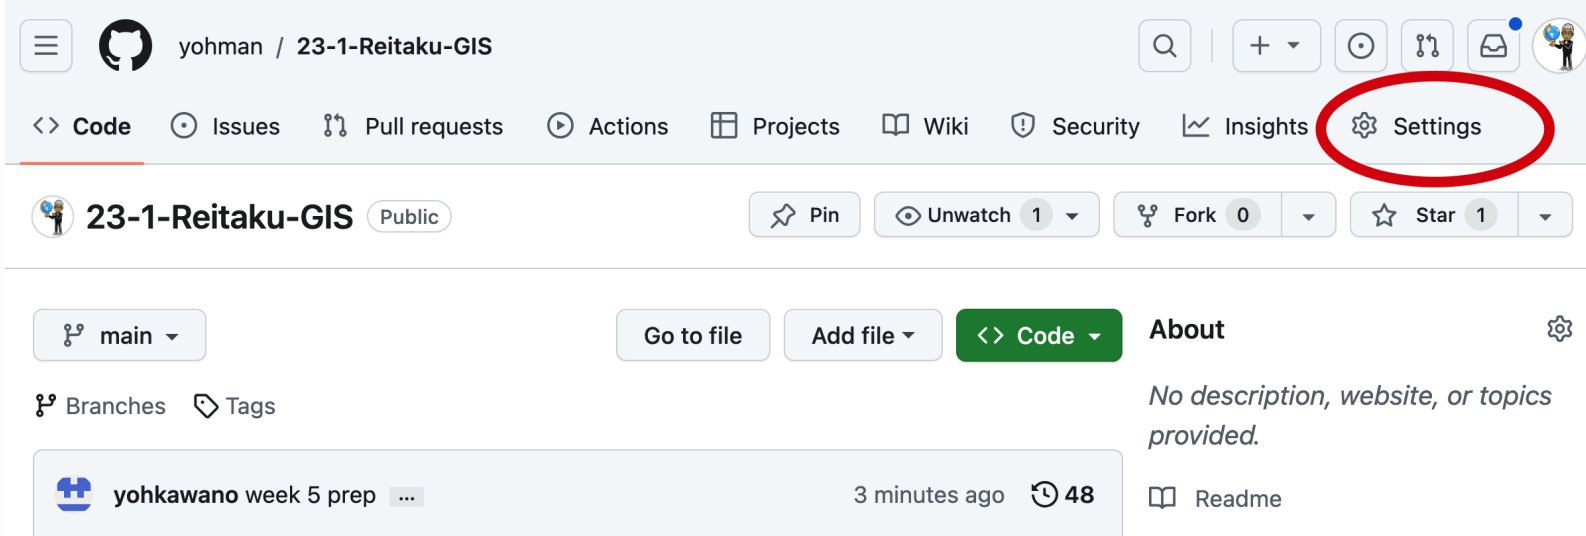 yohman / 23-1-Reitaku-GIS
Code Issues Pull requests Actions Projects Wiki Security Insights Settings
23-1-Reitaku-GIS Public Pin Unwatch 1 Fork 0 Star 1
main Go to file Add file Code
Branches Tags
yohkawano week 5 prep ... 3 minutes ago 48
About
No description, website, or topics
provided.
Readme